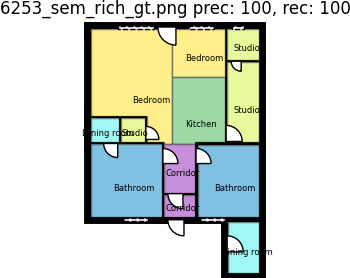 6253_sem_rich_gt.png prec: 100, rec: 100
Studio
Bedroom
Bedroom
Studio
Kitchen
Dining room
Studio
Corridor
Bathroom
Bathroom
Corridor
Dining room